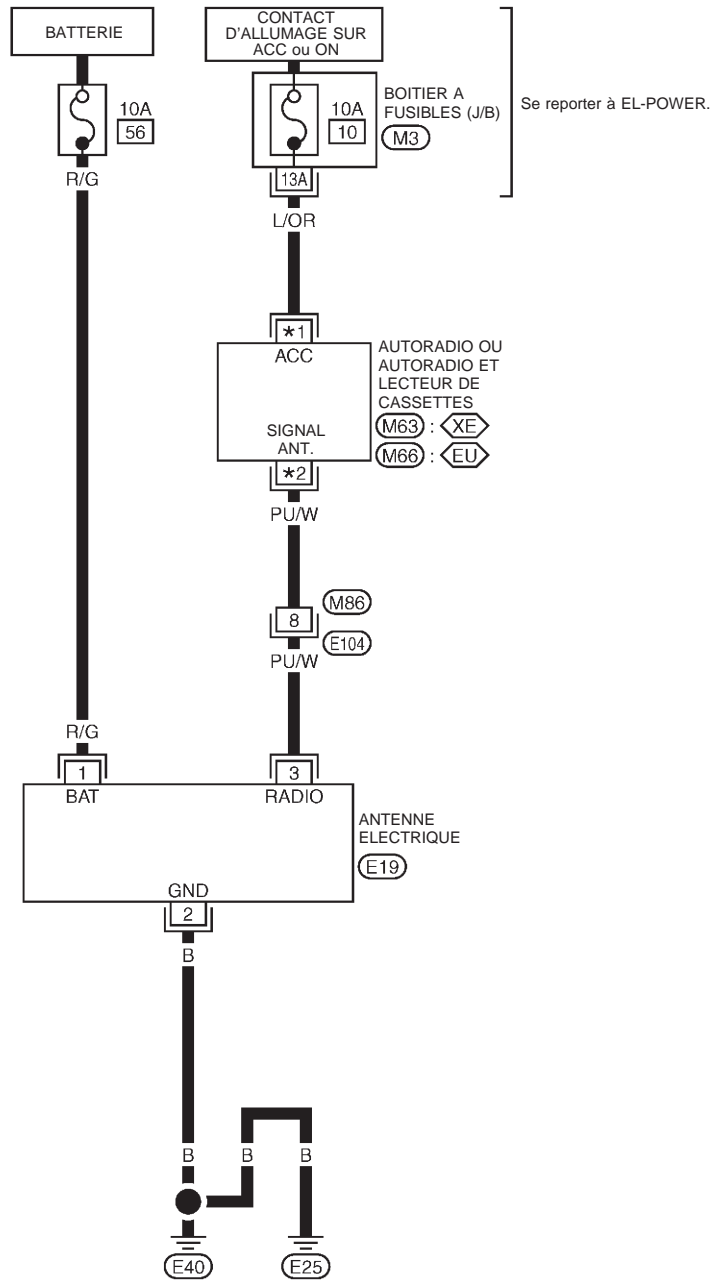 BATTERIE
CONTACT
D'ALLUMAGE SUR
ACC ou ON
10A
56
10A
10
BOITIER A
FUSIBLES (J/B)
M3
Se reporter à EL-POWER.
13A
R/G
L/OR
*1
ACC
AUTORADIO OU
AUTORADIO ET
LECTEUR DE
CASSETTES
M63 : XE
M66 : EU
SIGNAL
ANT.
*2
PU/W
8
M86
E104
PU/W
R/G
1
BAT
3
RADIO
ANTENNE
ELECTRIQUE
E19
GND
2
B
B B B
E40 E25